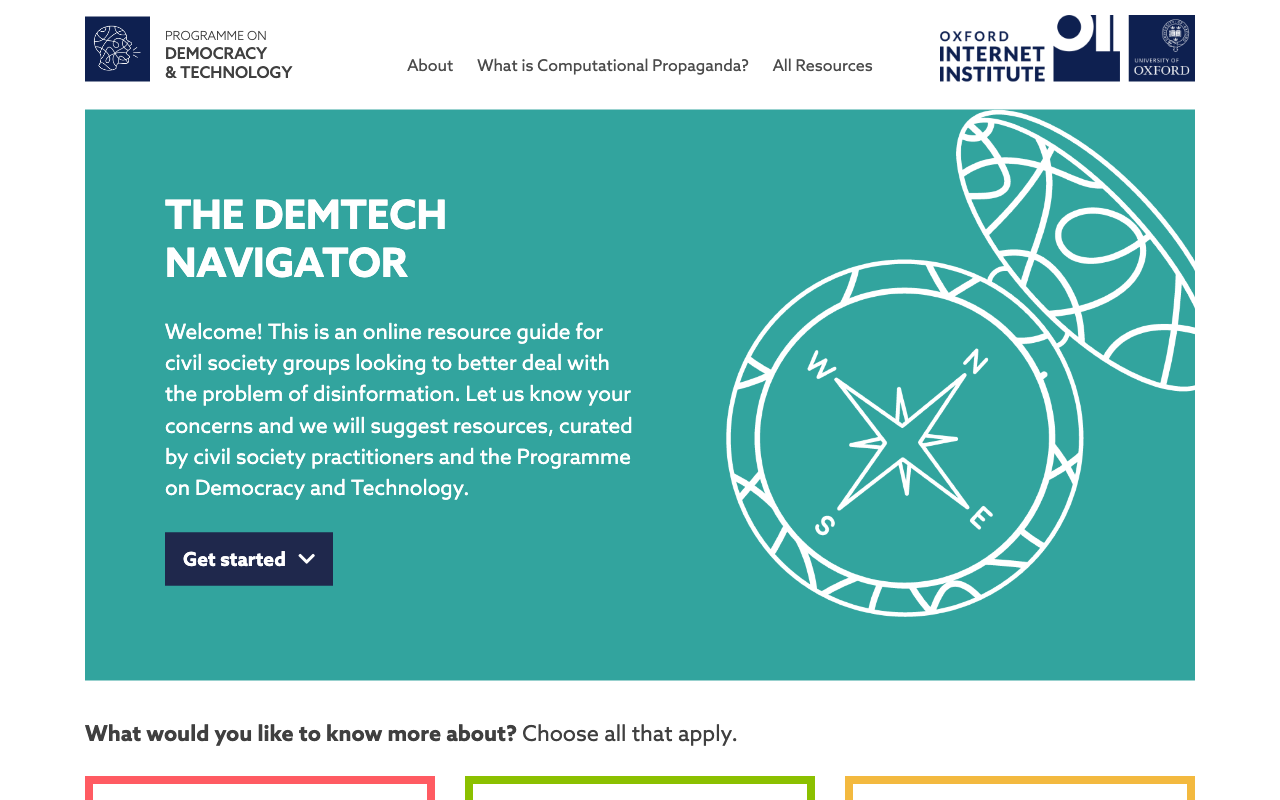 PROGRAMME ON
DEMOCRACY
& TECHNOLOGY
About
What is Computational Propaganda?
All Resources
OXFORD
INTERNET
INSTITUTE
OII
UNIVERSITY OF
OXFORD
THE DEMTECH
NAVIGATOR
Welcome! This is an online resource guide for
civil society groups looking to better deal with
the problem of disinformation. Let us know your
concerns and we will suggest resources, curated
by civil society practitioners and the Programme
on Democracy and Technology.
Get started
W
N
S
E
What would you like to know more about? Choose all that apply.